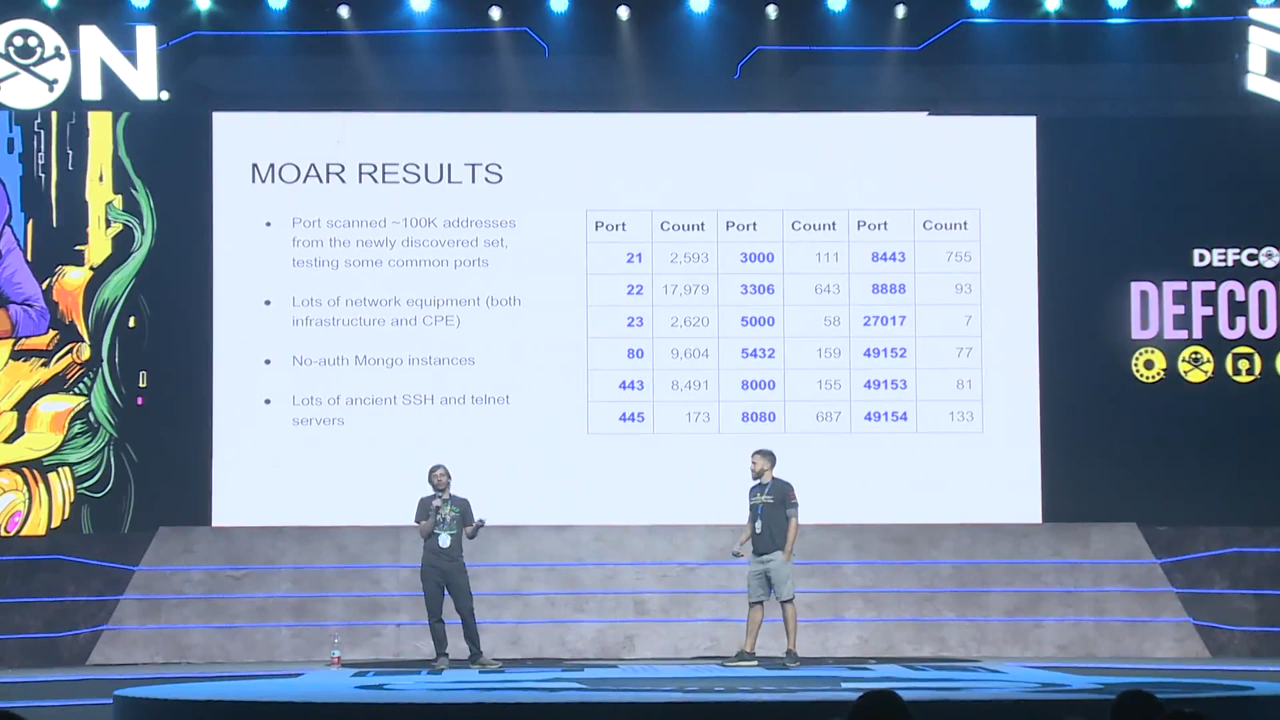 ON.
MOAR RESULTS
Port scanned ~100K addresses
from the newly discovered set,
testing some common ports
Lots of network equipment (both
infrastructure and CPE)
No-auth Mongo instances
Lots of ancient SSH and telnet
servers
Port Count Port Count Port Count
21 2,593 3000 111 8443 755
22 17,979 3306 643 8888 93
23 2,620 5000 58 27017 7
80 9,604 5432 159 49152 77
443 8,491 8000 155 49153 81
445 173 8080 687 49154 133
DEFCO
DEFCO